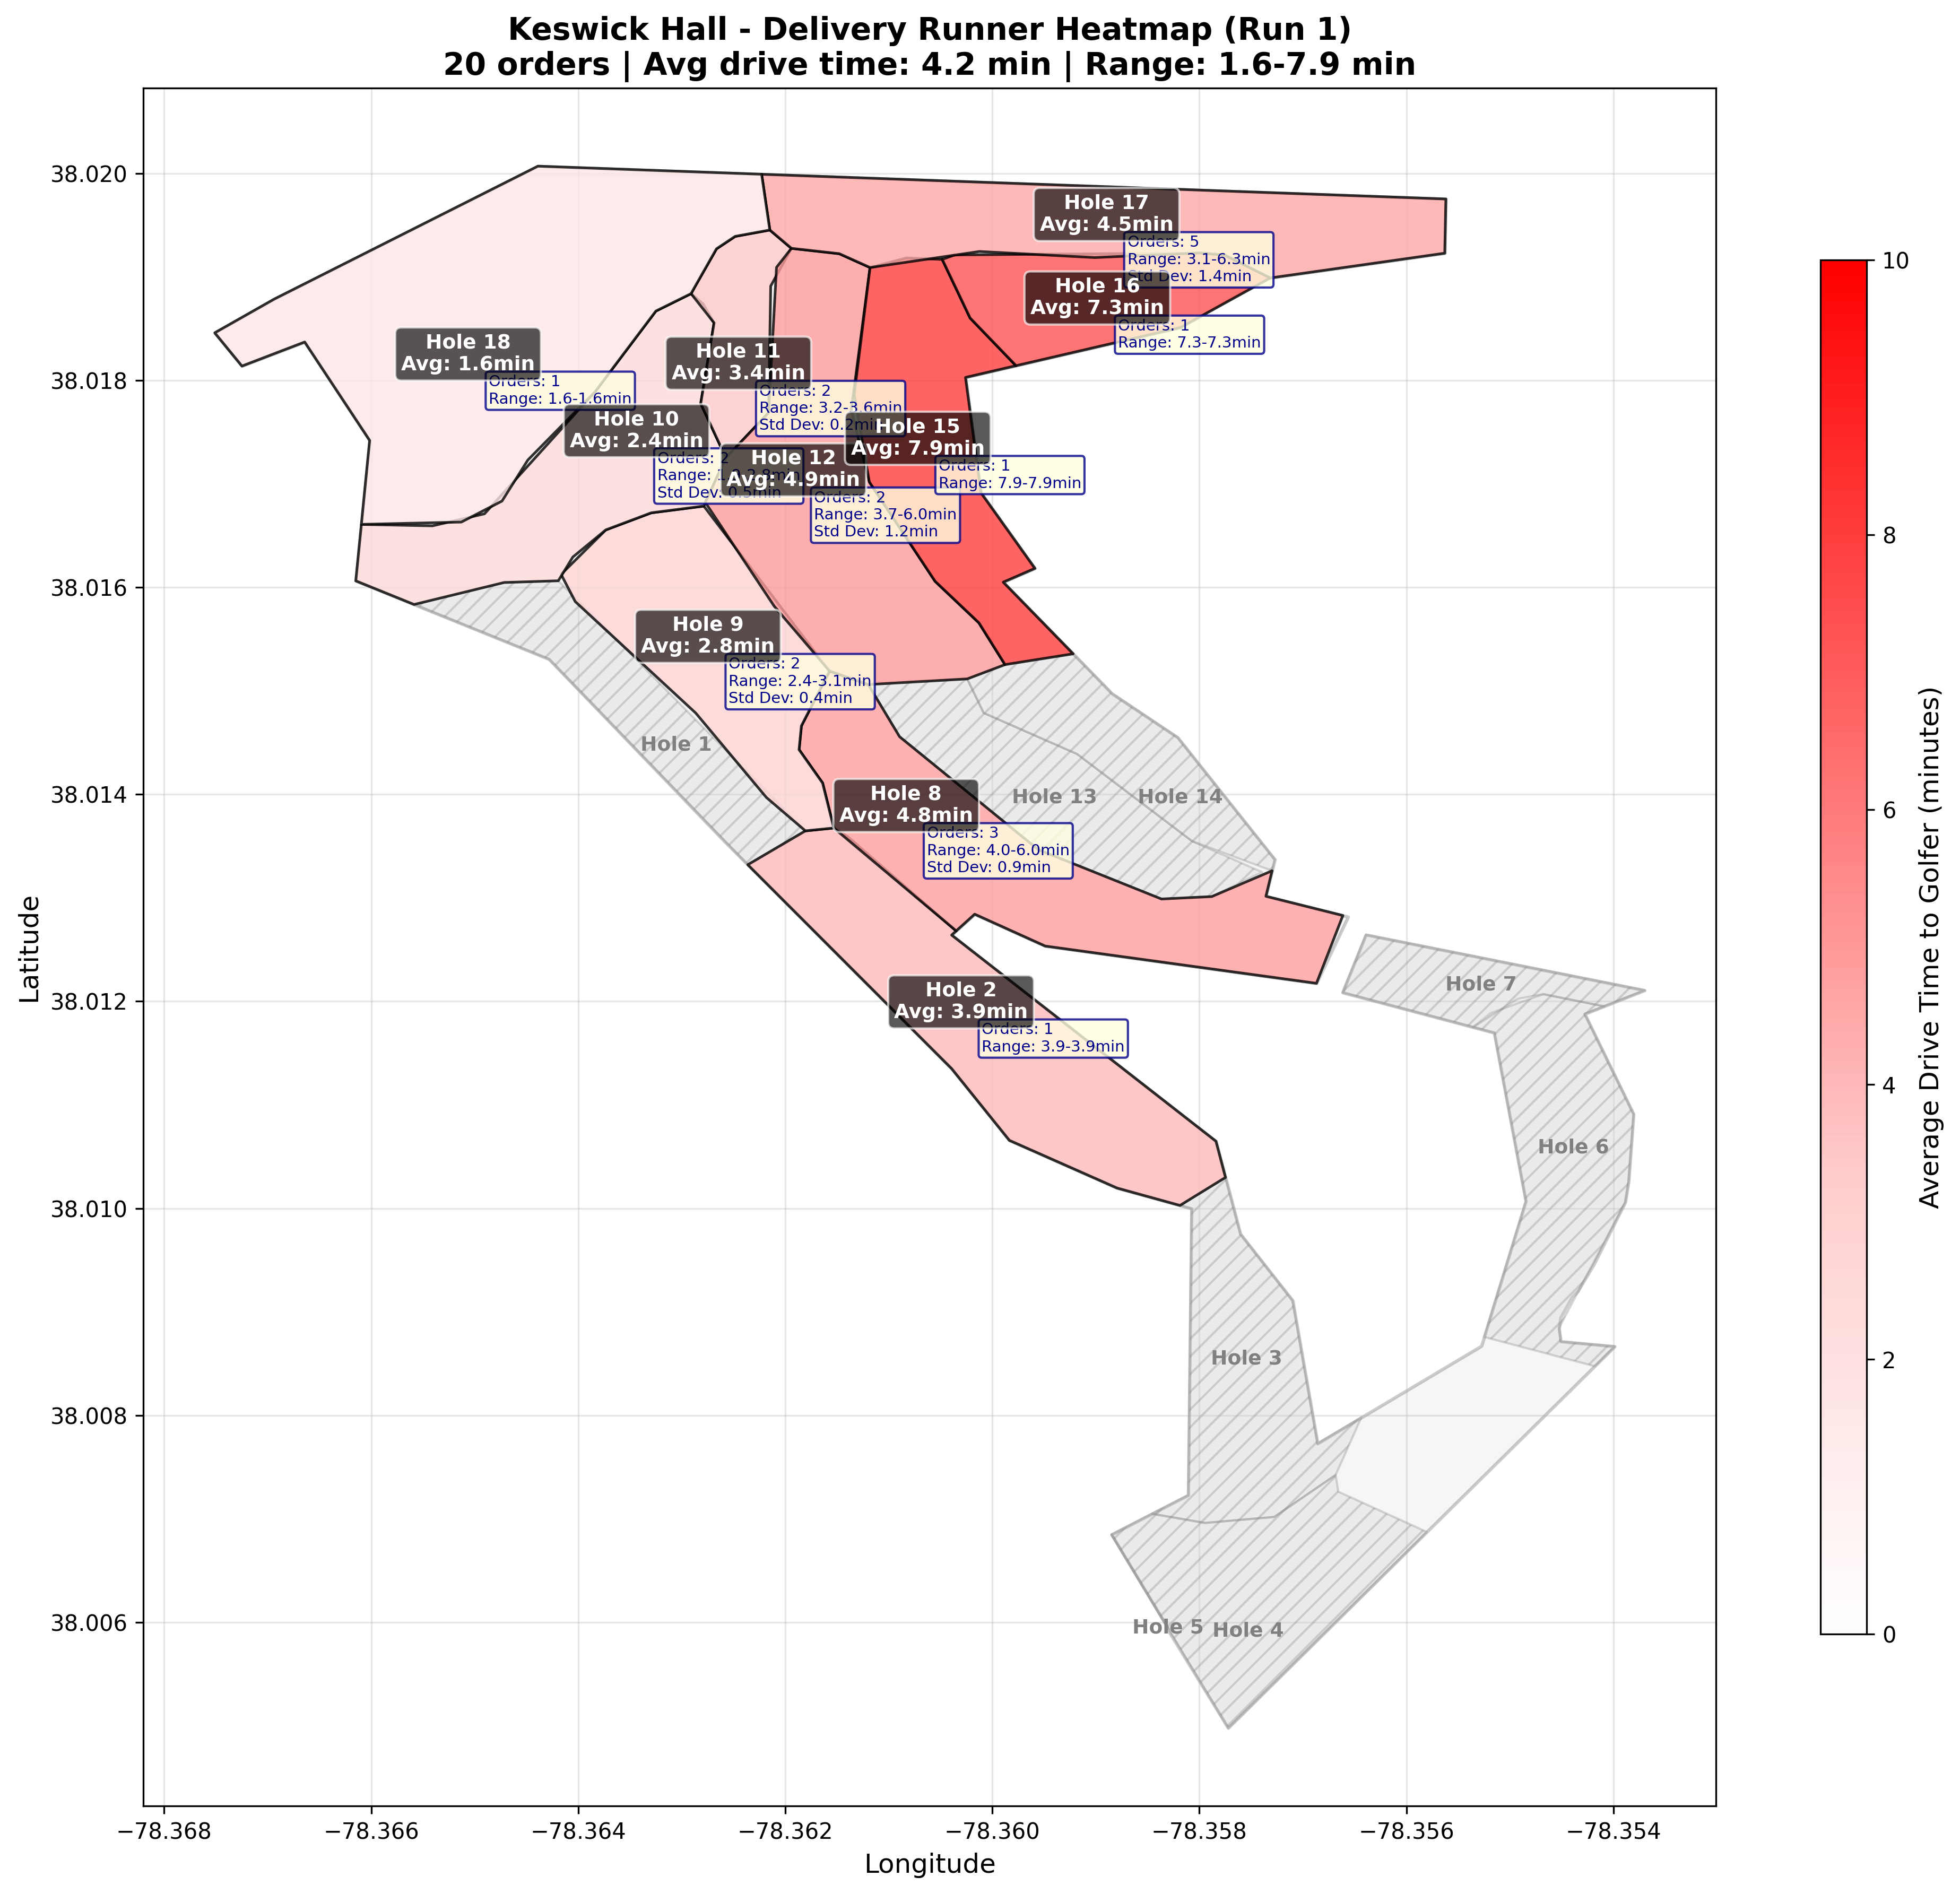 Keswick Hall - Delivery Runner Heatmap (Run 1)
20 orders | Avg drive time: 4.2 min | Range: 1.6-7.9 min
Hole 17
Avg: 4.5min
Orders: 5
Range: 3.1-6.3min
Std Dev: 1.4min
Hole 16
Avg: 7.3min
Orders: 1
Range: 7.3-7.3min
Hole 18
Avg: 1.6min
Orders: 1
Range: 1.6-1.6min
Hole 11
Avg: 3.4min
Orders: 2
Range: 3.2-3.6min
Std Dev: 0.2min
Hole 10
Avg: 2.4min
Orders: 2
Range:
Std Dev: 0.5min
Hole 15
Avg: 7.9min
Orders: 1
Range: 7.9-7.9min
Hole 12
Avg: 4.9min
Orders: 2
Range: 3.7-6.0min
Std Dev: 1.2min
Hole 9
Avg: 2.8min
Orders: 2
Range: 2.4-3.1min
Std Dev: 0.4min
Hole 1
Hole 8
Avg: 4.8min
Orders: 3
Range: 4.0-6.0min
Std Dev: 0.9min
Hole 13
Hole 14
Hole 2
Avg: 3.9min
Orders: 1
Range: 3.9-3.9min
Hole 7
Hole 6
Hole 3
Hole 5
Hole 4
38.020
38.018
38.016
38.014
38.012
38.010
38.008
38.006
Latitude
−78.368
−78.366
−78.364
−78.362
−78.360
−78.358
−78.356
−78.354
Longitude
10
8
6
4
2
0
Average Drive Time to Golfer (minutes)